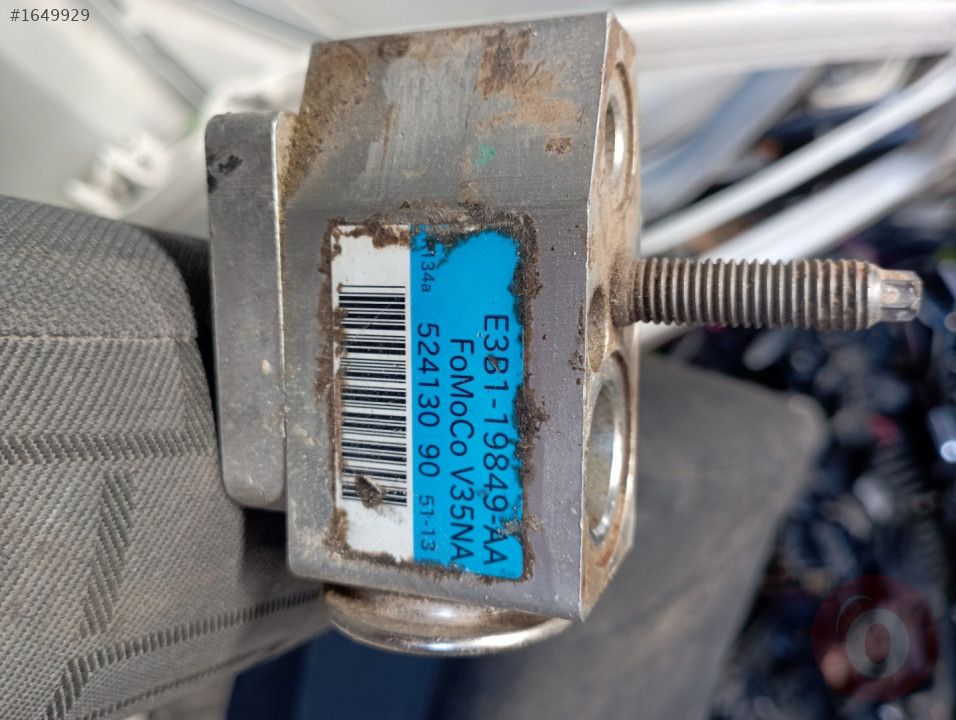 #1649929
E3B1-19849-AA
FoMoCo V35NA
524130 90 51-13
134a